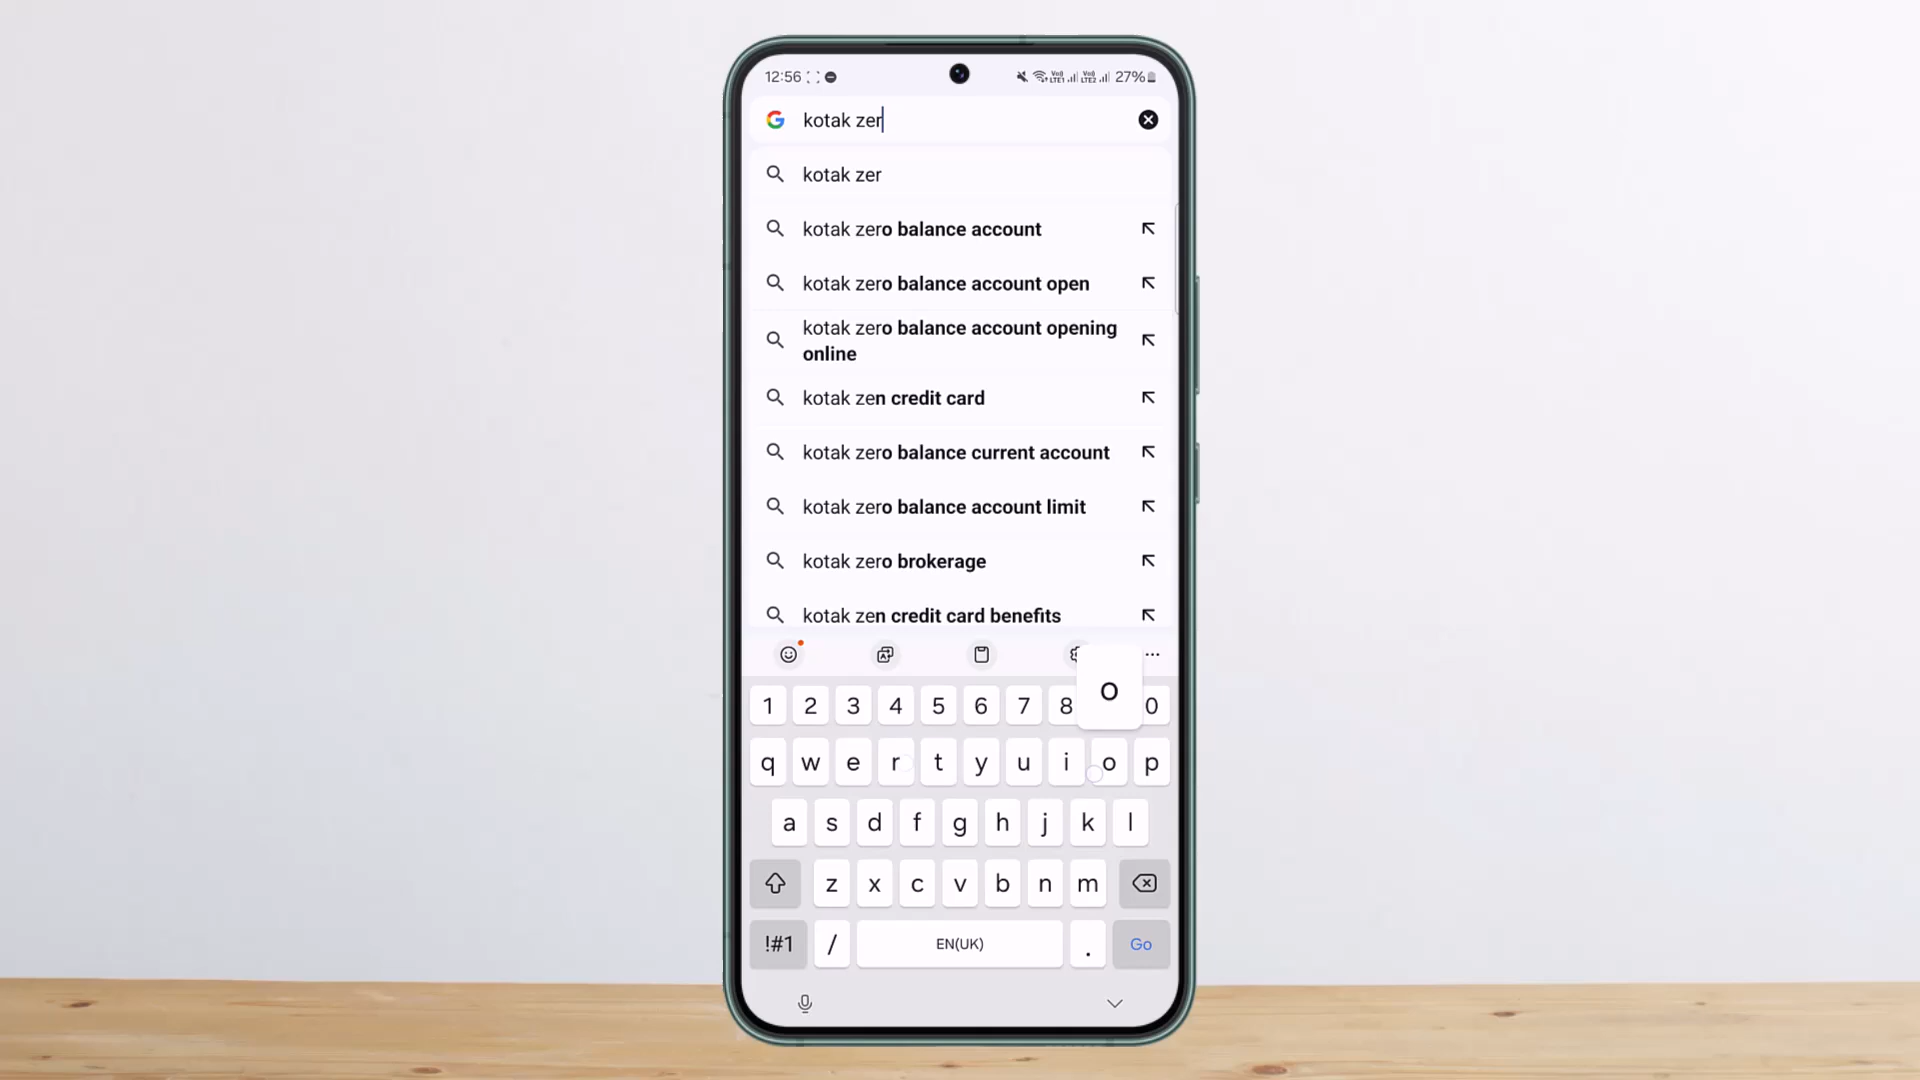 12:56 27%
kotak zer
kotak zer
kotak zero balance account
kotak zero balance account open
kotak zero balance account opening
online
kotak zen credit card
kotak zero balance current account
kotak zero balance account limit
kotak zero brokerage
kotak zen credit card benefits
o
1 2 3 4 5 6 7 8 0
q w e r t y u i o p
a s d f g h j k l
z x c v b n m
!#1 / EN(UK) . Go